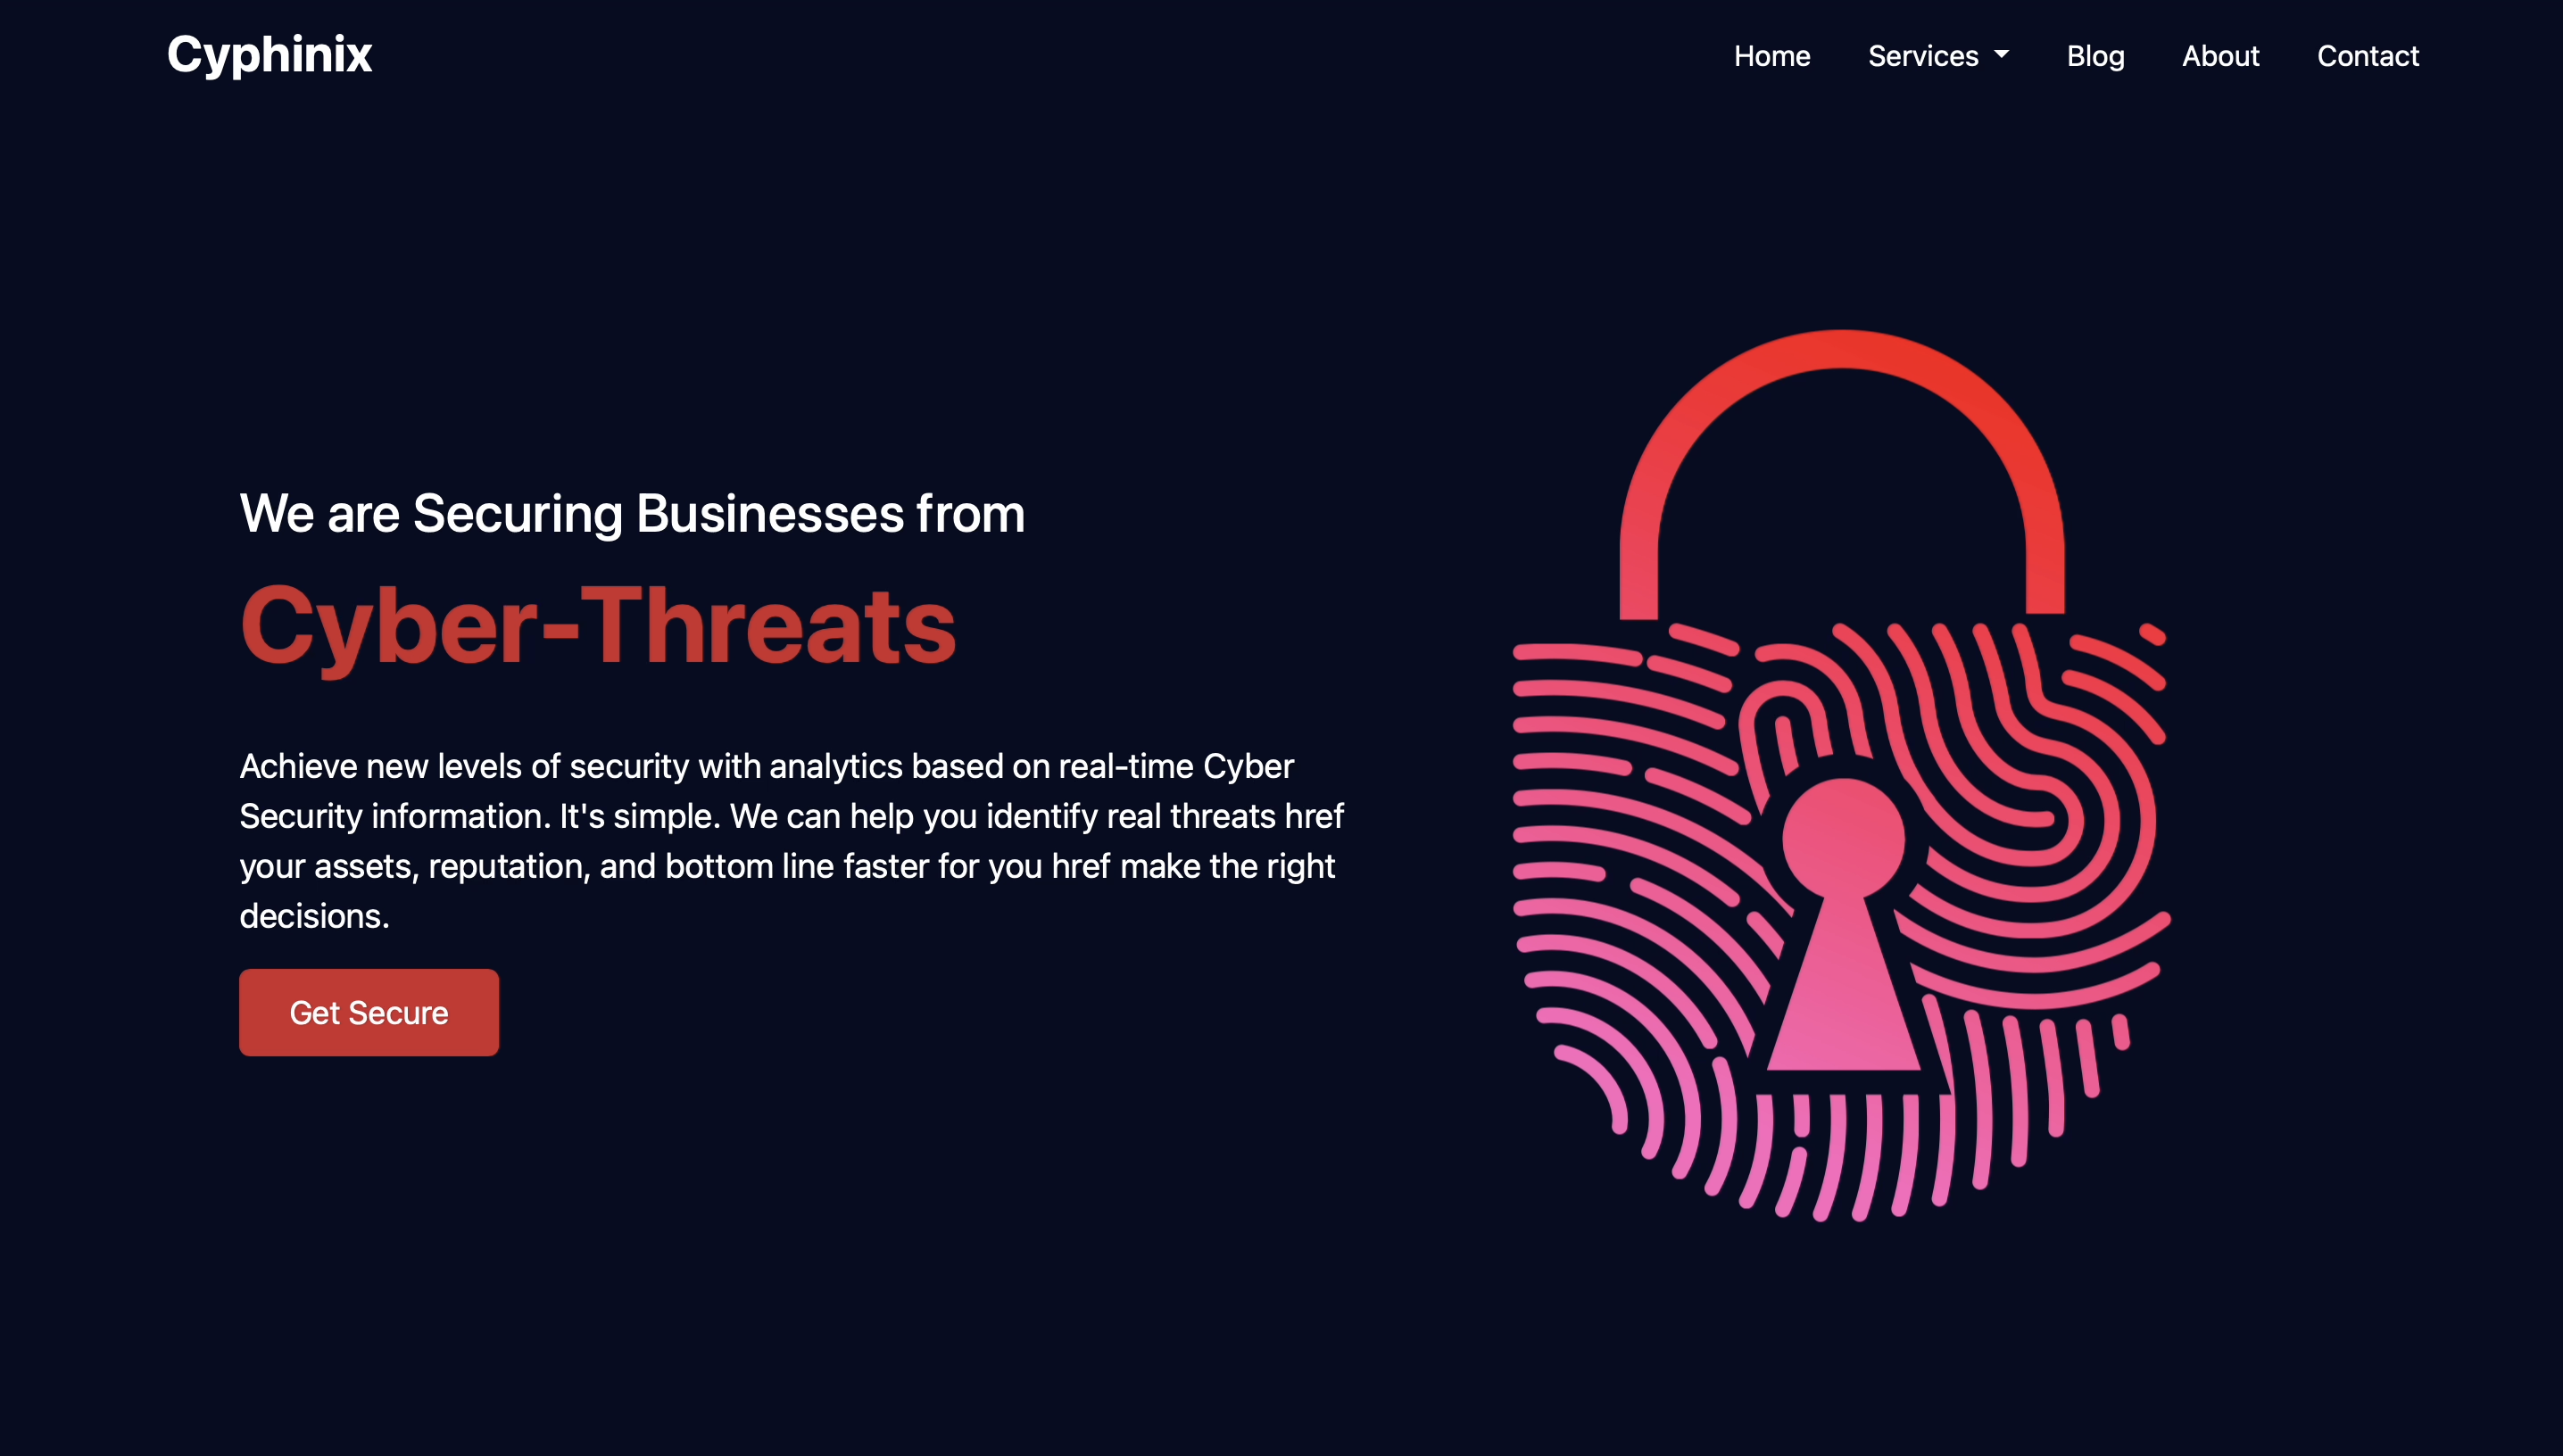 Cyphinix
Home Services Blog About Contact
We are Securing Businesses from
Cyber-Threats
Achieve new levels of security with analytics based on real-time Cyber
Security information. It's simple. We can help you identify real threats href
your assets, reputation, and bottom line faster for you href make the right
decisions.
Get Secure